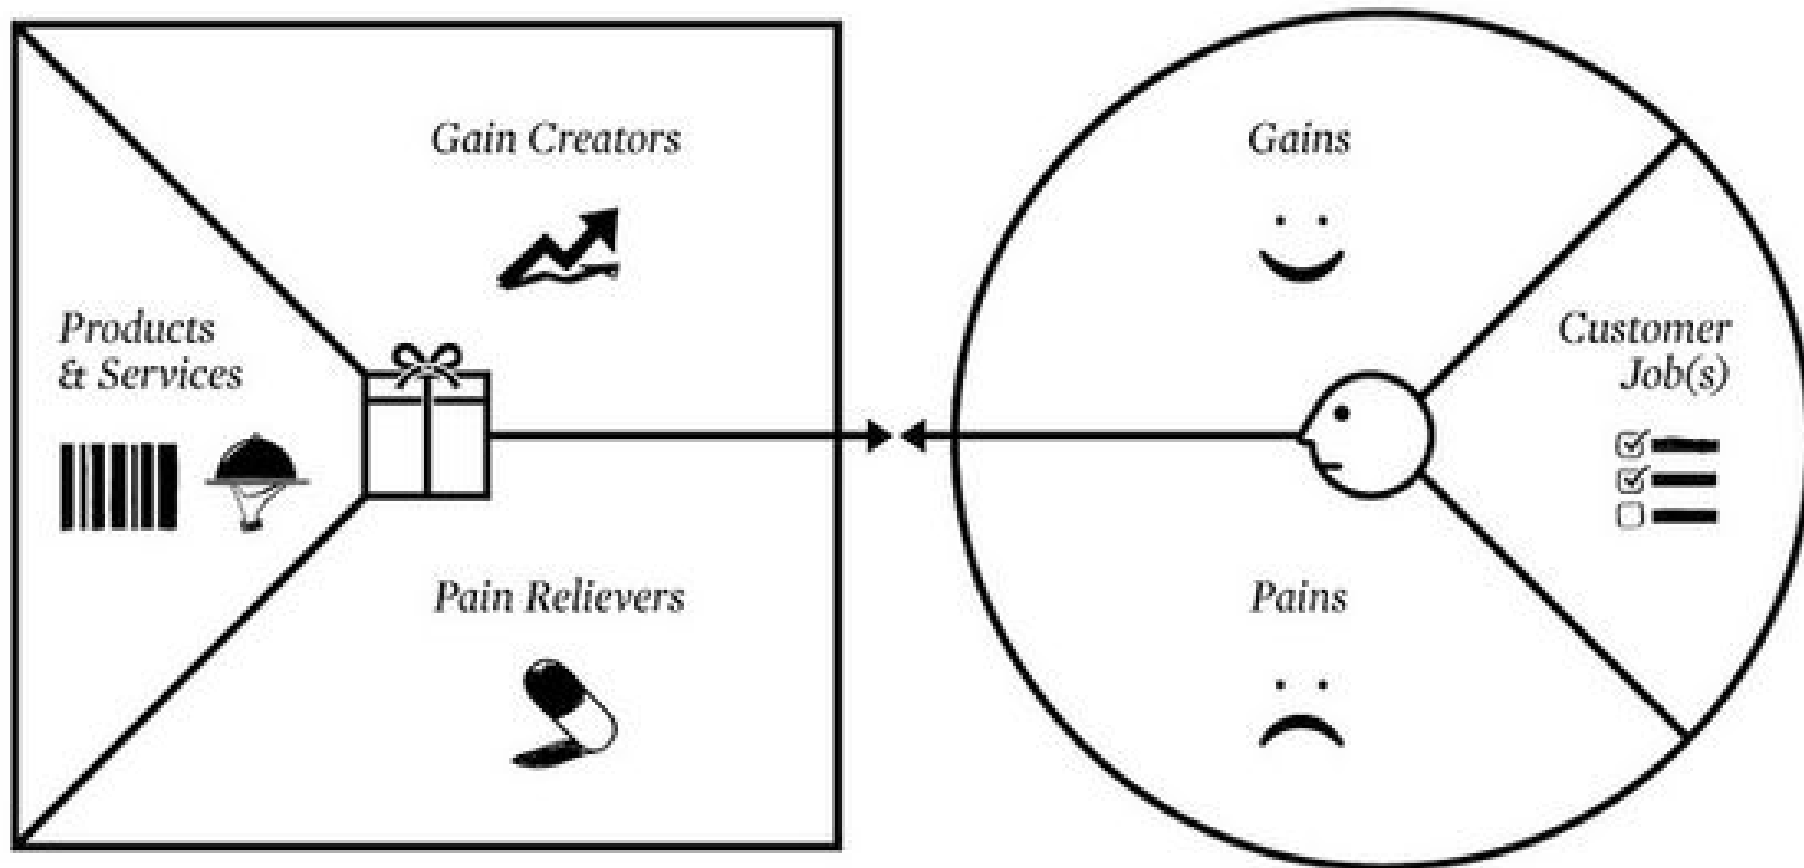 Gain Creators
Products
& Services
Pain Relievers
Gains
Customer
Job(s)
Pains